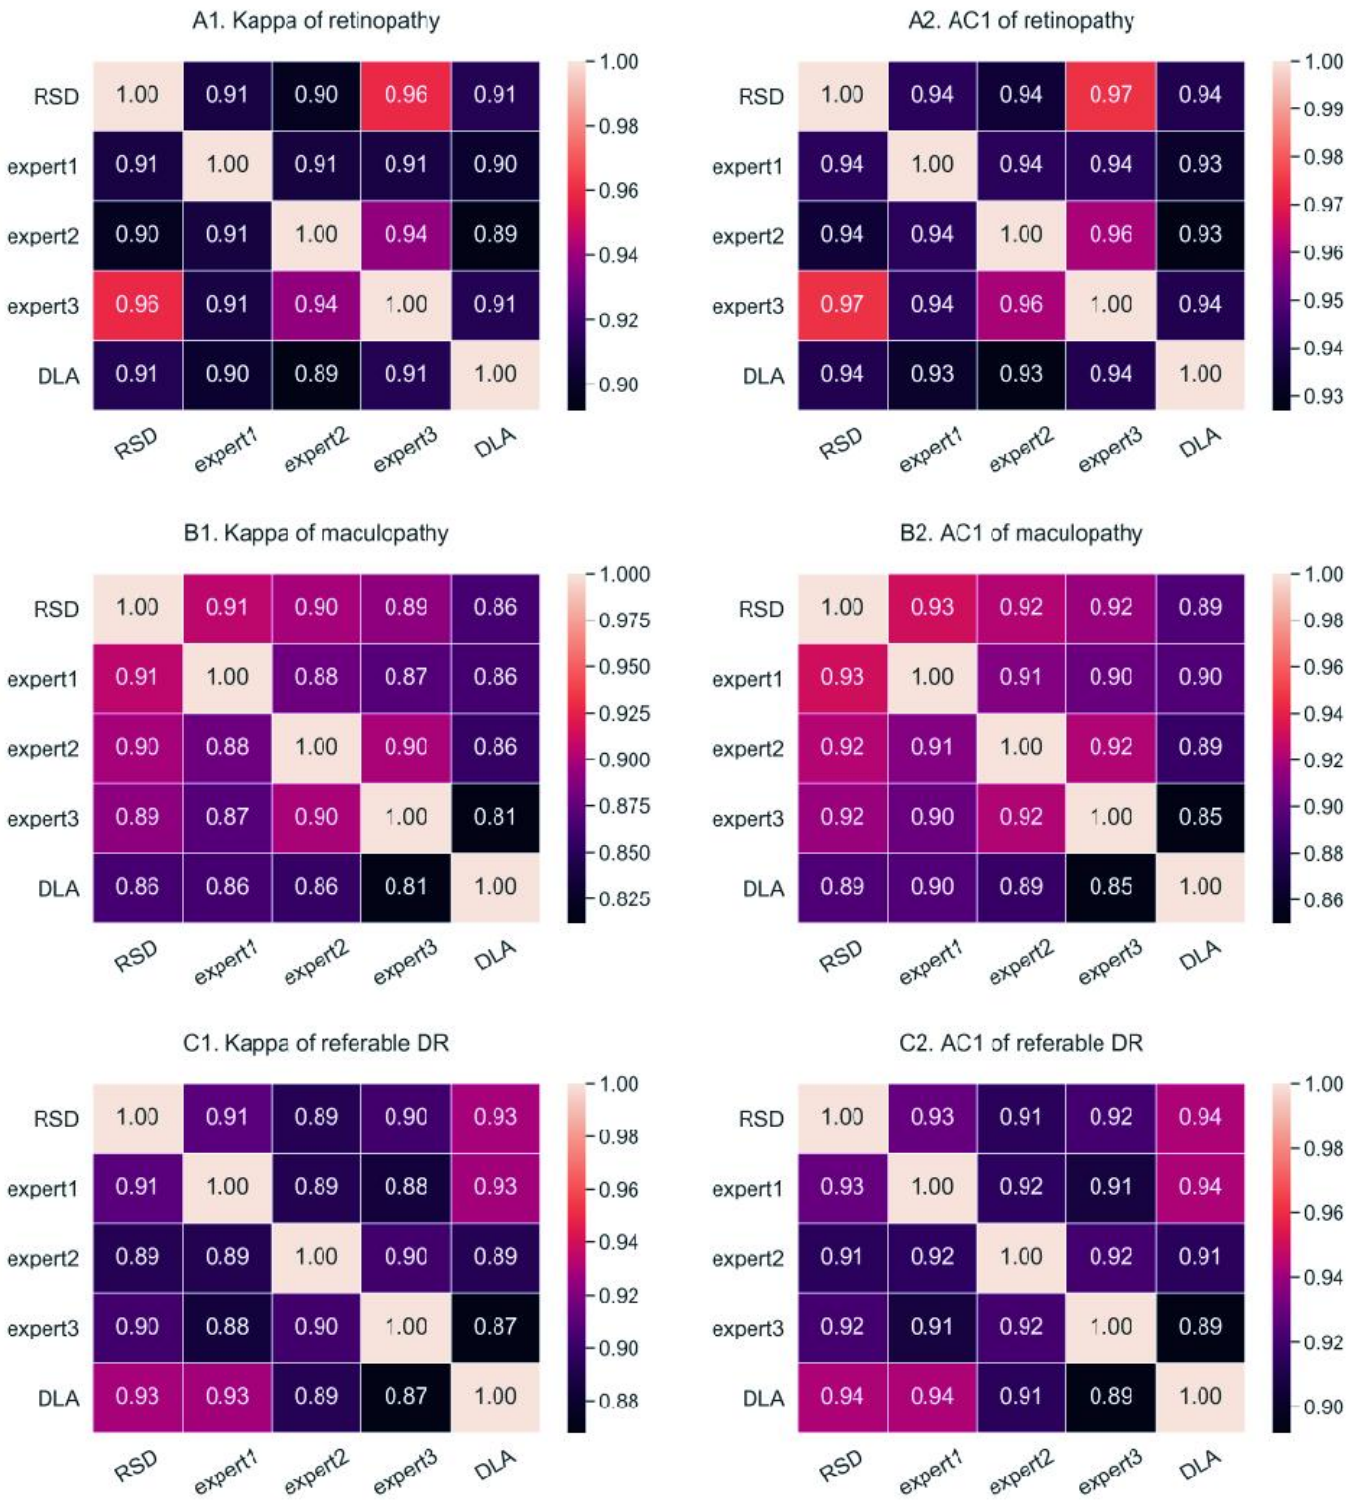 A1. Kappa of retinopathy
RSD 1.00 0.91 0.90 0.96 0.91
expert1 0.91 1.00 0.91 0.91 0.90
expert2 0.90 0.91 1.00 0.94 0.89
expert3 0.96 0.91 0.94 1.00 0.91
DLA 0.91 0.90 0.89 0.91 1.00
RSD expert1 expert2 expert3 DLA
1.00
0.98
0.96
0.94
0.92
0.90
A2. AC1 of retinopathy
RSD 1.00 0.94 0.94 0.97 0.94
expert1 0.94 1.00 0.94 0.94 0.93
expert2 0.94 0.94 1.00 0.96 0.93
expert3 0.97 0.94 0.96 1.00 0.94
DLA 0.94 0.93 0.93 0.94 1.00
RSD expert1 expert2 expert3 DLA
1.00
0.99
0.98
0.97
0.96
0.95
0.94
0.93
B1. Kappa of maculopathy
RSD 1.00 0.91 0.90 0.89 0.86
expert1 0.91 1.00 0.88 0.87 0.86
expert2 0.90 0.88 1.00 0.90 0.86
expert3 0.89 0.87 0.90 1.00 0.81
DLA 0.86 0.86 0.86 0.81 1.00
RSD expert1 expert2 expert3 DLA
1.000
0.975
0.950
0.925
0.900
0.875
0.850
0.825
B2. AC1 of maculopathy
RSD 1.00 0.93 0.92 0.92 0.89
expert1 0.93 1.00 0.91 0.90 0.90
expert2 0.92 0.91 1.00 0.92 0.89
expert3 0.92 0.90 0.92 1.00 0.85
DLA 0.89 0.90 0.89 0.85 1.00
RSD expert1 expert2 expert3 DLA
1.00
0.98
0.96
0.94
0.92
0.90
0.88
0.86
C1. Kappa of referable DR
RSD 1.00 0.91 0.89 0.90 0.93
expert1 0.91 1.00 0.89 0.88 0.93
expert2 0.89 0.89 1.00 0.90 0.89
expert3 0.90 0.88 0.90 1.00 0.87
DLA 0.93 0.93 0.89 0.87 1.00
RSD expert1 expert2 expert3 DLA
1.00
0.98
0.96
0.94
0.92
0.90
0.88
C2. AC1 of referable DR
RSD 1.00 0.93 0.91 0.92 0.94
expert1 0.93 1.00 0.92 0.91 0.94
expert2 0.91 0.92 1.00 0.92 0.91
expert3 0.92 0.91 0.92 1.00 0.89
DLA 0.94 0.94 0.91 0.89 1.00
RSD expert1 expert2 expert3 DLA
1.00
0.98
0.96
0.94
0.92
0.90